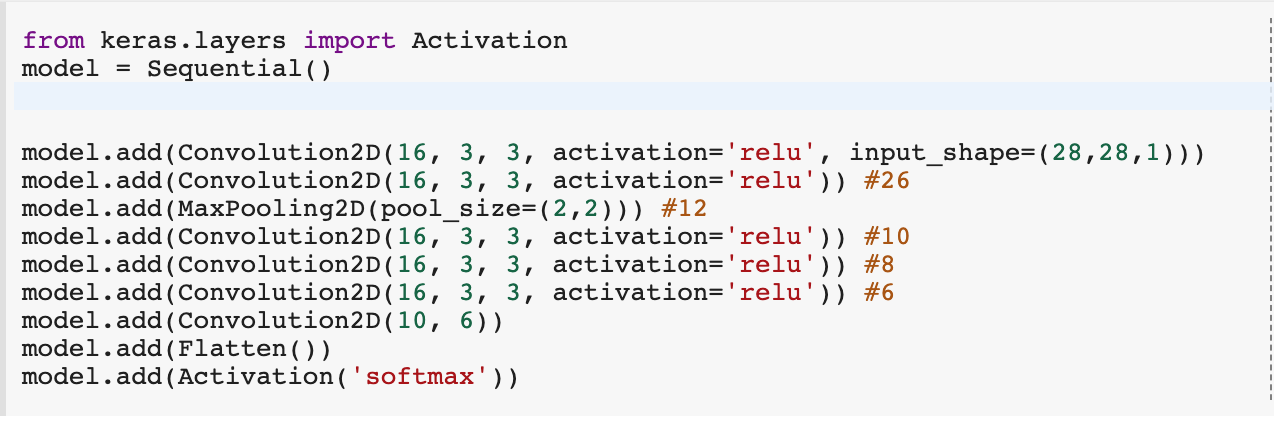 from keras.layers import Activation
model = Sequential()
model.add(Convolution2D(16, 3, 3, activation='relu', input_shape=(28,28,1)))
model.add(Convolution2D(16, 3, 3, activation='relu')) #26
model.add(MaxPooling2D(pool_size=(2,2))) #12
model.add(Convolution2D(16, 3, 3, activation='relu')) #10
model.add(Convolution2D(16, 3, 3, activation='relu')) #8
model.add(Convolution2D(16, 3, 3, activation='relu')) #6
model.add(Convolution2D(10, 6))
model.add(Flatten())
model.add(Activation('softmax'))